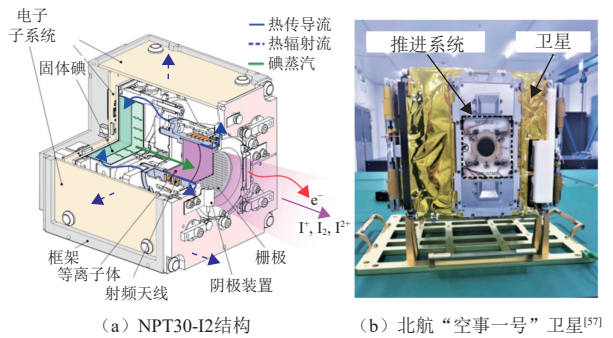 电子
子系统
固体碘
热传导流
热辐射流
碘蒸汽
e⁻
I⁺, I₂, I²⁺
框架
等离子体
射频天线
栅极
阴极装置
(a) NPT30-I2结构
推进系统
卫星
(b) 北航“空事一号”卫星[57]